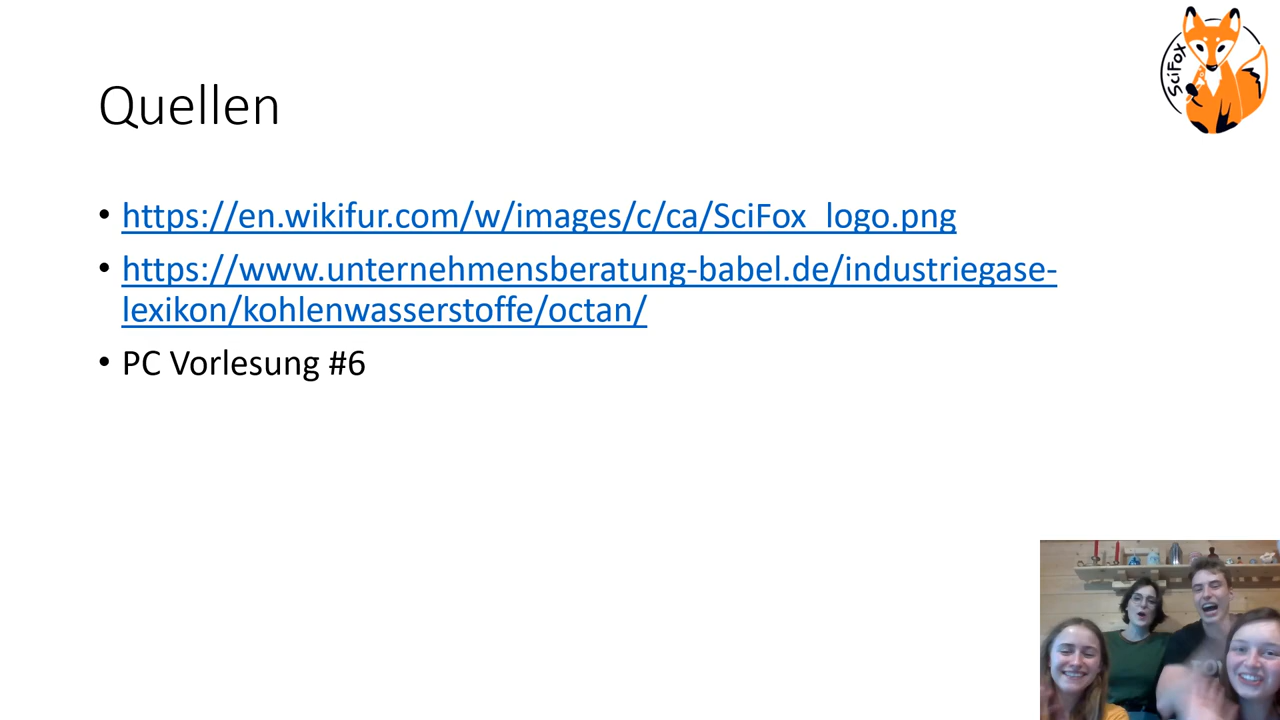 SciFox
Quellen
• https://en.wikifur.com/w/images/c/ca/SciFox_logo.png
• https://www.unternehmensberatung-babel.de/industriegase-
lexikon/kohlenwasserstoffe/octan/
• PC Vorlesung #6